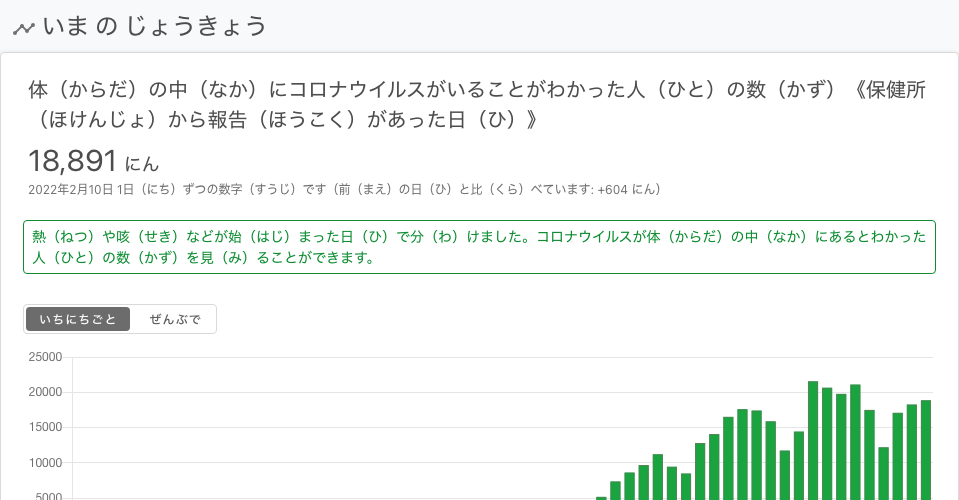 いま の じょうきょう
体（からだ）の中（なか）にコロナウイルスがいることがわかった人（ひと）の数（かず）《保健所
（ほけんじょ）から報告（ほうこく）があった日（ひ）》
18,891 にん
2022年2月10日 1日（にち）ずつの数字（すうじ）です（前（まえ）の日（ひ）と比（くら）べています: +604 にん）
熱（ねつ）や咳（せき）などが始（はじ）まった日（ひ）で分（わ）けました。コロナウイルスが体（からだ）の中（なか）にあるとわかった
人（ひと）の数（かず）を見（み）ることができます。
いちにちごと ぜんぶで
25000
20000
15000
10000
5000